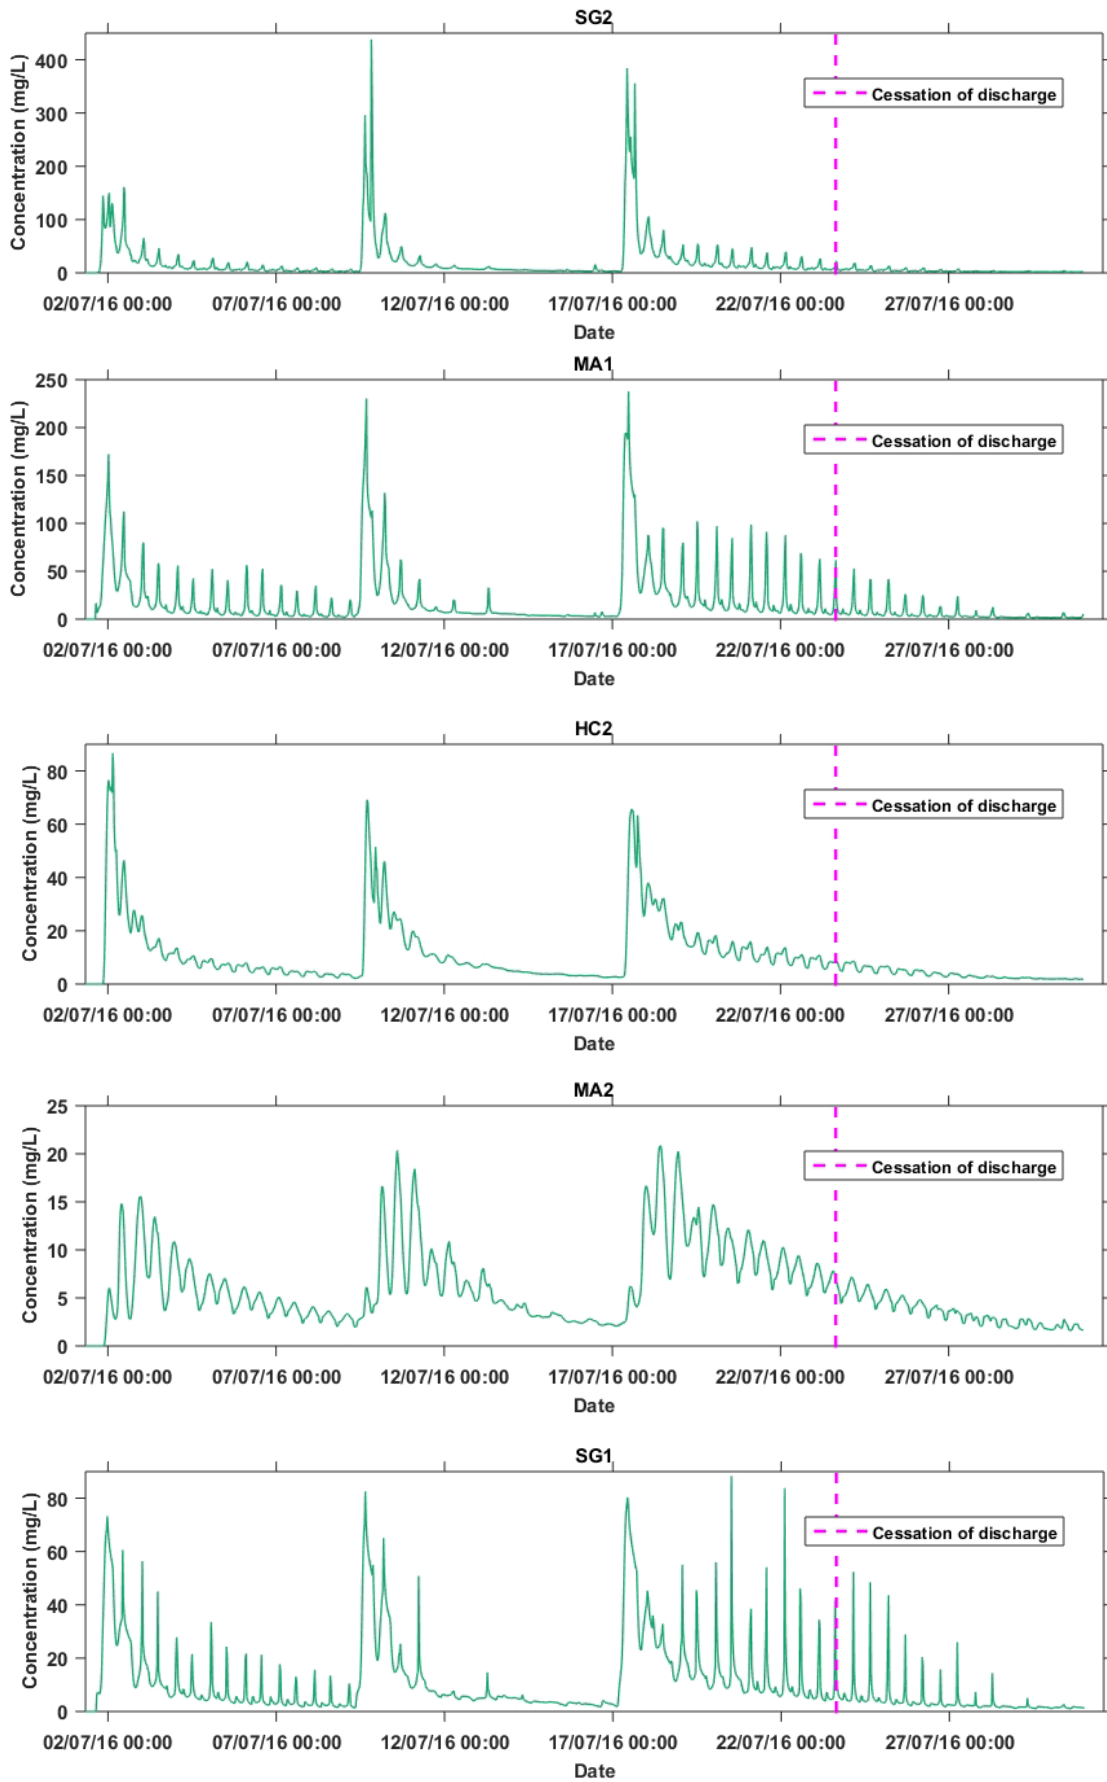 SG2
Concentration (mg/L)
400
300
200
100
0
Cessation of discharge
02/07/16 00:00 07/07/16 00:00 12/07/16 00:00 17/07/16 00:00 22/07/16 00:00 27/07/16 00:00
Date
MA1
Concentration (mg/L)
250
200
150
100
50
0
Cessation of discharge
02/07/16 00:00 07/07/16 00:00 12/07/16 00:00 17/07/16 00:00 22/07/16 00:00 27/07/16 00:00
Date
HC2
Concentration (mg/L)
80
60
40
20
0
Cessation of discharge
02/07/16 00:00 07/07/16 00:00 12/07/16 00:00 17/07/16 00:00 22/07/16 00:00 27/07/16 00:00
Date
MA2
Concentration (mg/L)
25
20
15
10
5
0
Cessation of discharge
02/07/16 00:00 07/07/16 00:00 12/07/16 00:00 17/07/16 00:00 22/07/16 00:00 27/07/16 00:00
Date
SG1
Concentration (mg/L)
80
60
40
20
0
Cessation of discharge
02/07/16 00:00 07/07/16 00:00 12/07/16 00:00 17/07/16 00:00 22/07/16 00:00 27/07/16 00:00
Date